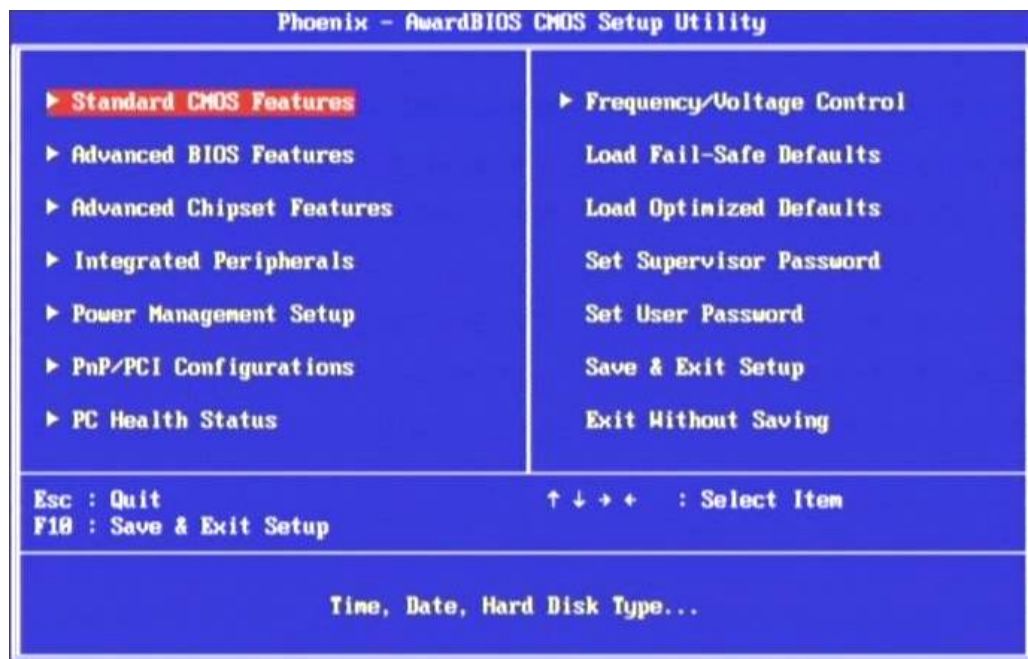 Phoenix - AwardBIOS CMOS Setup Utility
▶ Standard CMOS Features
▶ Advanced BIOS Features
▶ Advanced Chipset Features
▶ Integrated Peripherals
▶ Power Management Setup
▶ PnP/PCI Configurations
▶ PC Health Status
▶ Frequency/Voltage Control
Load Fail-Safe Defaults
Load Optimized Defaults
Set Supervisor Password
Set User Password
Save & Exit Setup
Exit Without Saving
Esc : Quit
F10 : Save & Exit Setup
↑ ↓ → ← : Select Item
Time, Date, Hard Disk Type...